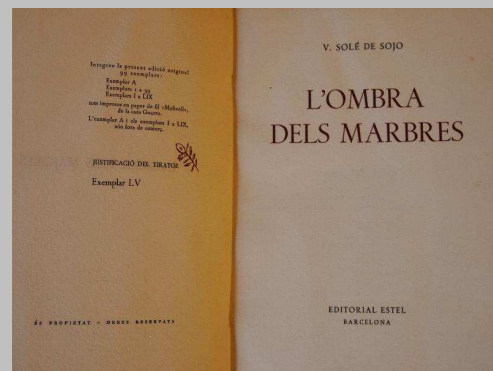 Integren la present edició original
99 exemplars:
Exemplar A
Exemplars 1 a 39
Exemplars I a LIX
tots impresos en paper de fil
de la casa Guarro.
L'exemplar A i els exemplars I a LIX,
són fora de comerç.
JUSTIFICACIÓ DEL TIRATGE
Exemplar LV
ÉS PROPIETAT - DRETS RESERVATS
V. SOLÉ DE SOJO
L'OMBRA
DELS MARBRES
EDITORIAL ESTEL
BARCELONA